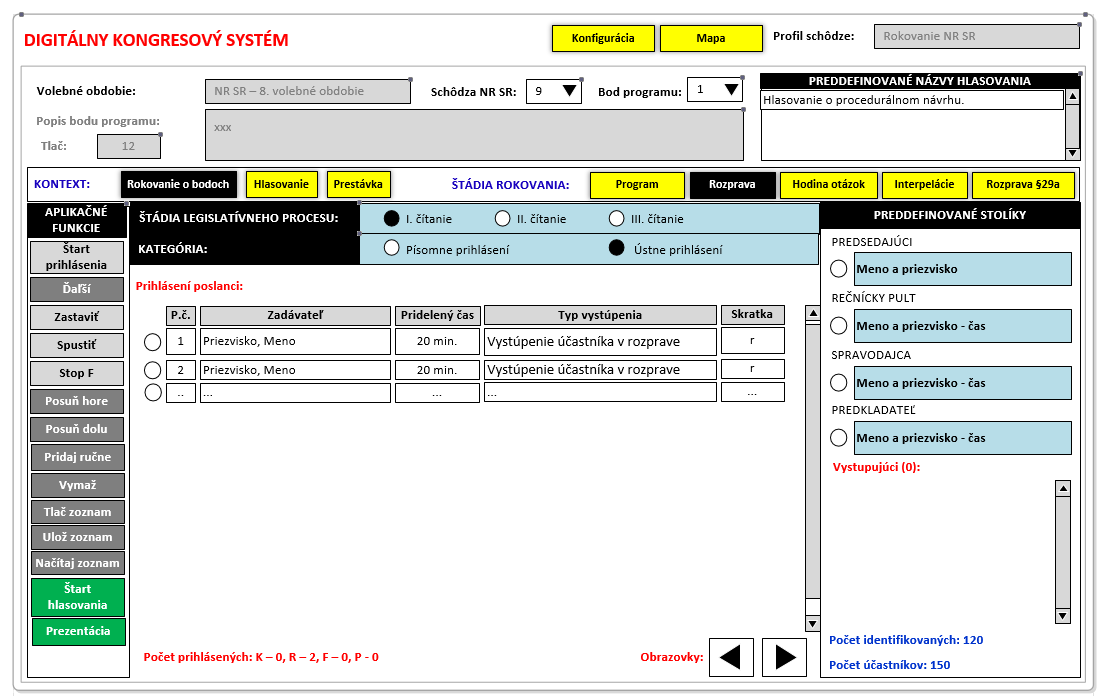 DIGITÁLNY KONGRESOVÝ SYSTÉM
Konfigurácia
Mapa
Profil schôdze:
Rokovanie NR SR
Volebné obdobie:
NR SR – 8. volebné obdobie
Schôdza NR SR:
9
Bod programu:
1
PREDDEFINOVANÉ NÁZVY HLASOVANIA
Hlasovanie o procedurálnom návrhu.
Popis bodu programu:
xxx
Tlač:
12
KONTEXT:
Rokovanie o bodoch
Hlasovanie
Prestávka
ŠTÁDIA ROKOVANIA:
Program
Rozprava
Hodina otázok
Interpelácie
Rozprava §29a
APLIKAČNÉ
FUNKCIE
Štart
prihlásenia
Ďaľší
Zastaviť
Spustiť
Stop F
Posuň hore
Posuň dolu
Pridaj ručne
Vymaž
Tlač zoznam
Ulož zoznam
Načítaj zoznam
Štart
hlasovania
Prezentácia
ŠTÁDIA LEGISLATÍVNEHO PROCESU:
I. čítanie
II. čítanie
III. čítanie
KATEGÓRIA:
Písomne prihlásení
Ústne prihlásení
Prihlásení poslanci:
P.č.
Zadávateľ
Pridelený čas
Typ vystúpenia
Skratka
1
Priezvisko, Meno
20 min.
Vystúpenie účastníka v rozprave
r
2
Priezvisko, Meno
20 min.
Vystúpenie účastníka v rozprave
r
..
...
...
...
...
Počet prihlásených: K – 0, R – 2, F – 0, P - 0
Obrazovky:
PREDDEFINOVANÉ STOLÍKY
PREDSEDAJÚCI
Meno a priezvisko
REČNÍCKY PULT
Meno a priezvisko - čas
SPRAVODAJCA
Meno a priezvisko - čas
PREDKLADATEĽ
Meno a priezvisko - čas
Vystupujúci (0):
Počet identifikovaných: 120
Počet účastníkov: 150